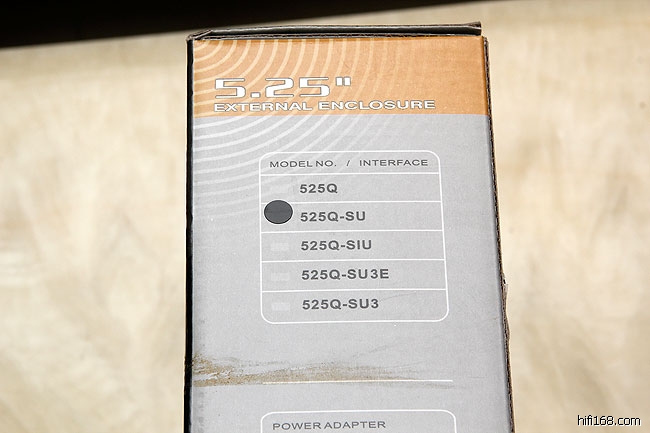 5.25"
EXTERNAL ENCLOSURE
MODEL NO. / INTERFACE
525Q
525Q-SU
525Q-SIU
525Q-SU3E
525Q-SU3
POWER ADAPTER
hifi168.com